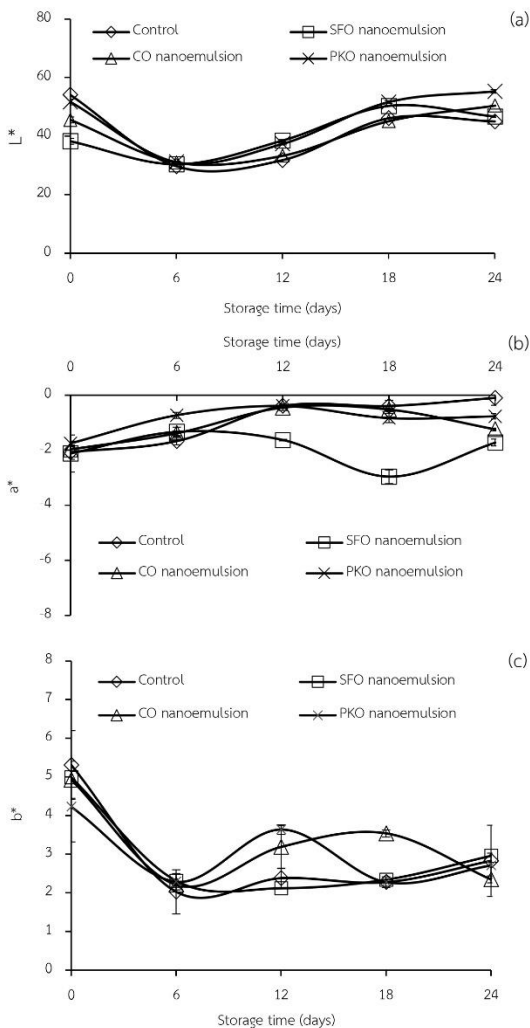 (a)
Control
SFO nanoemulsion
CO nanoemulsion
PKO nanoemulsion
80
60
40
20
0
L*
0 6 12 18 24
Storage time (days)
(b)
Storage time (days)
0 6 12 18 24
0
-2
-4
-6
-8
a*
Control
SFO nanoemulsion
CO nanoemulsion
PKO nanoemulsion
(c)
Control
SFO nanoemulsion
CO nanoemulsion
PKO nanoemulsion
8
7
6
5
4
3
2
1
0
b*
0 6 12 18 24
Storage time (days)